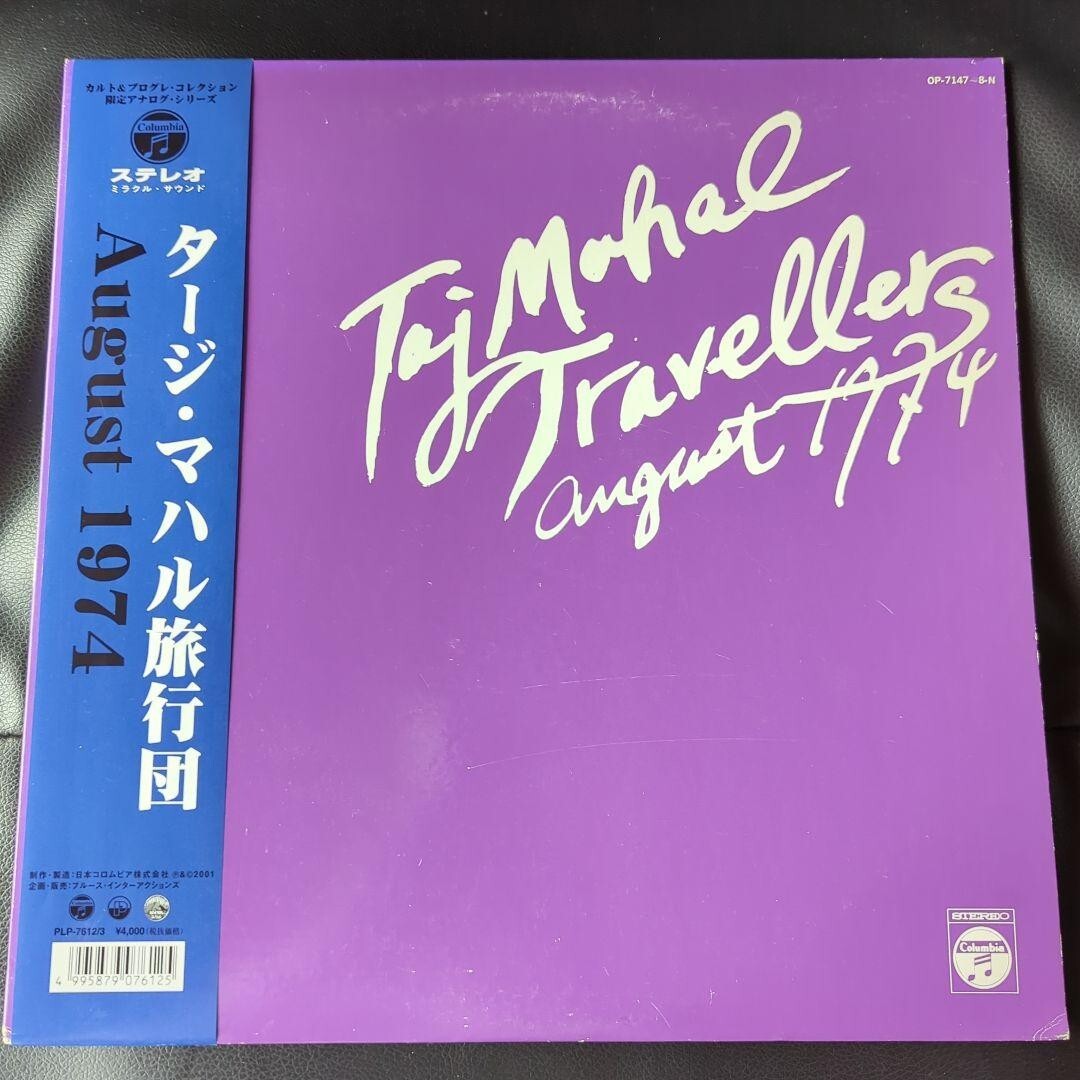 カルト&プログレ・コレクション
限定アナログ・シリーズ
Columbia
ステレオ
ミラクル・サウンド
タージ・マハル旅行団
August 1974
制作・製造:日本コロムビア株式会社 ℗&©2001
企画・販売:ブルース・インターアクションズ
P
PLP-7612/3 ¥4,000(税抜価格)
4 995879 076125
OP-7147~8-N
Taj Mahal
Travellers
august 1974
STEREO
Columbia